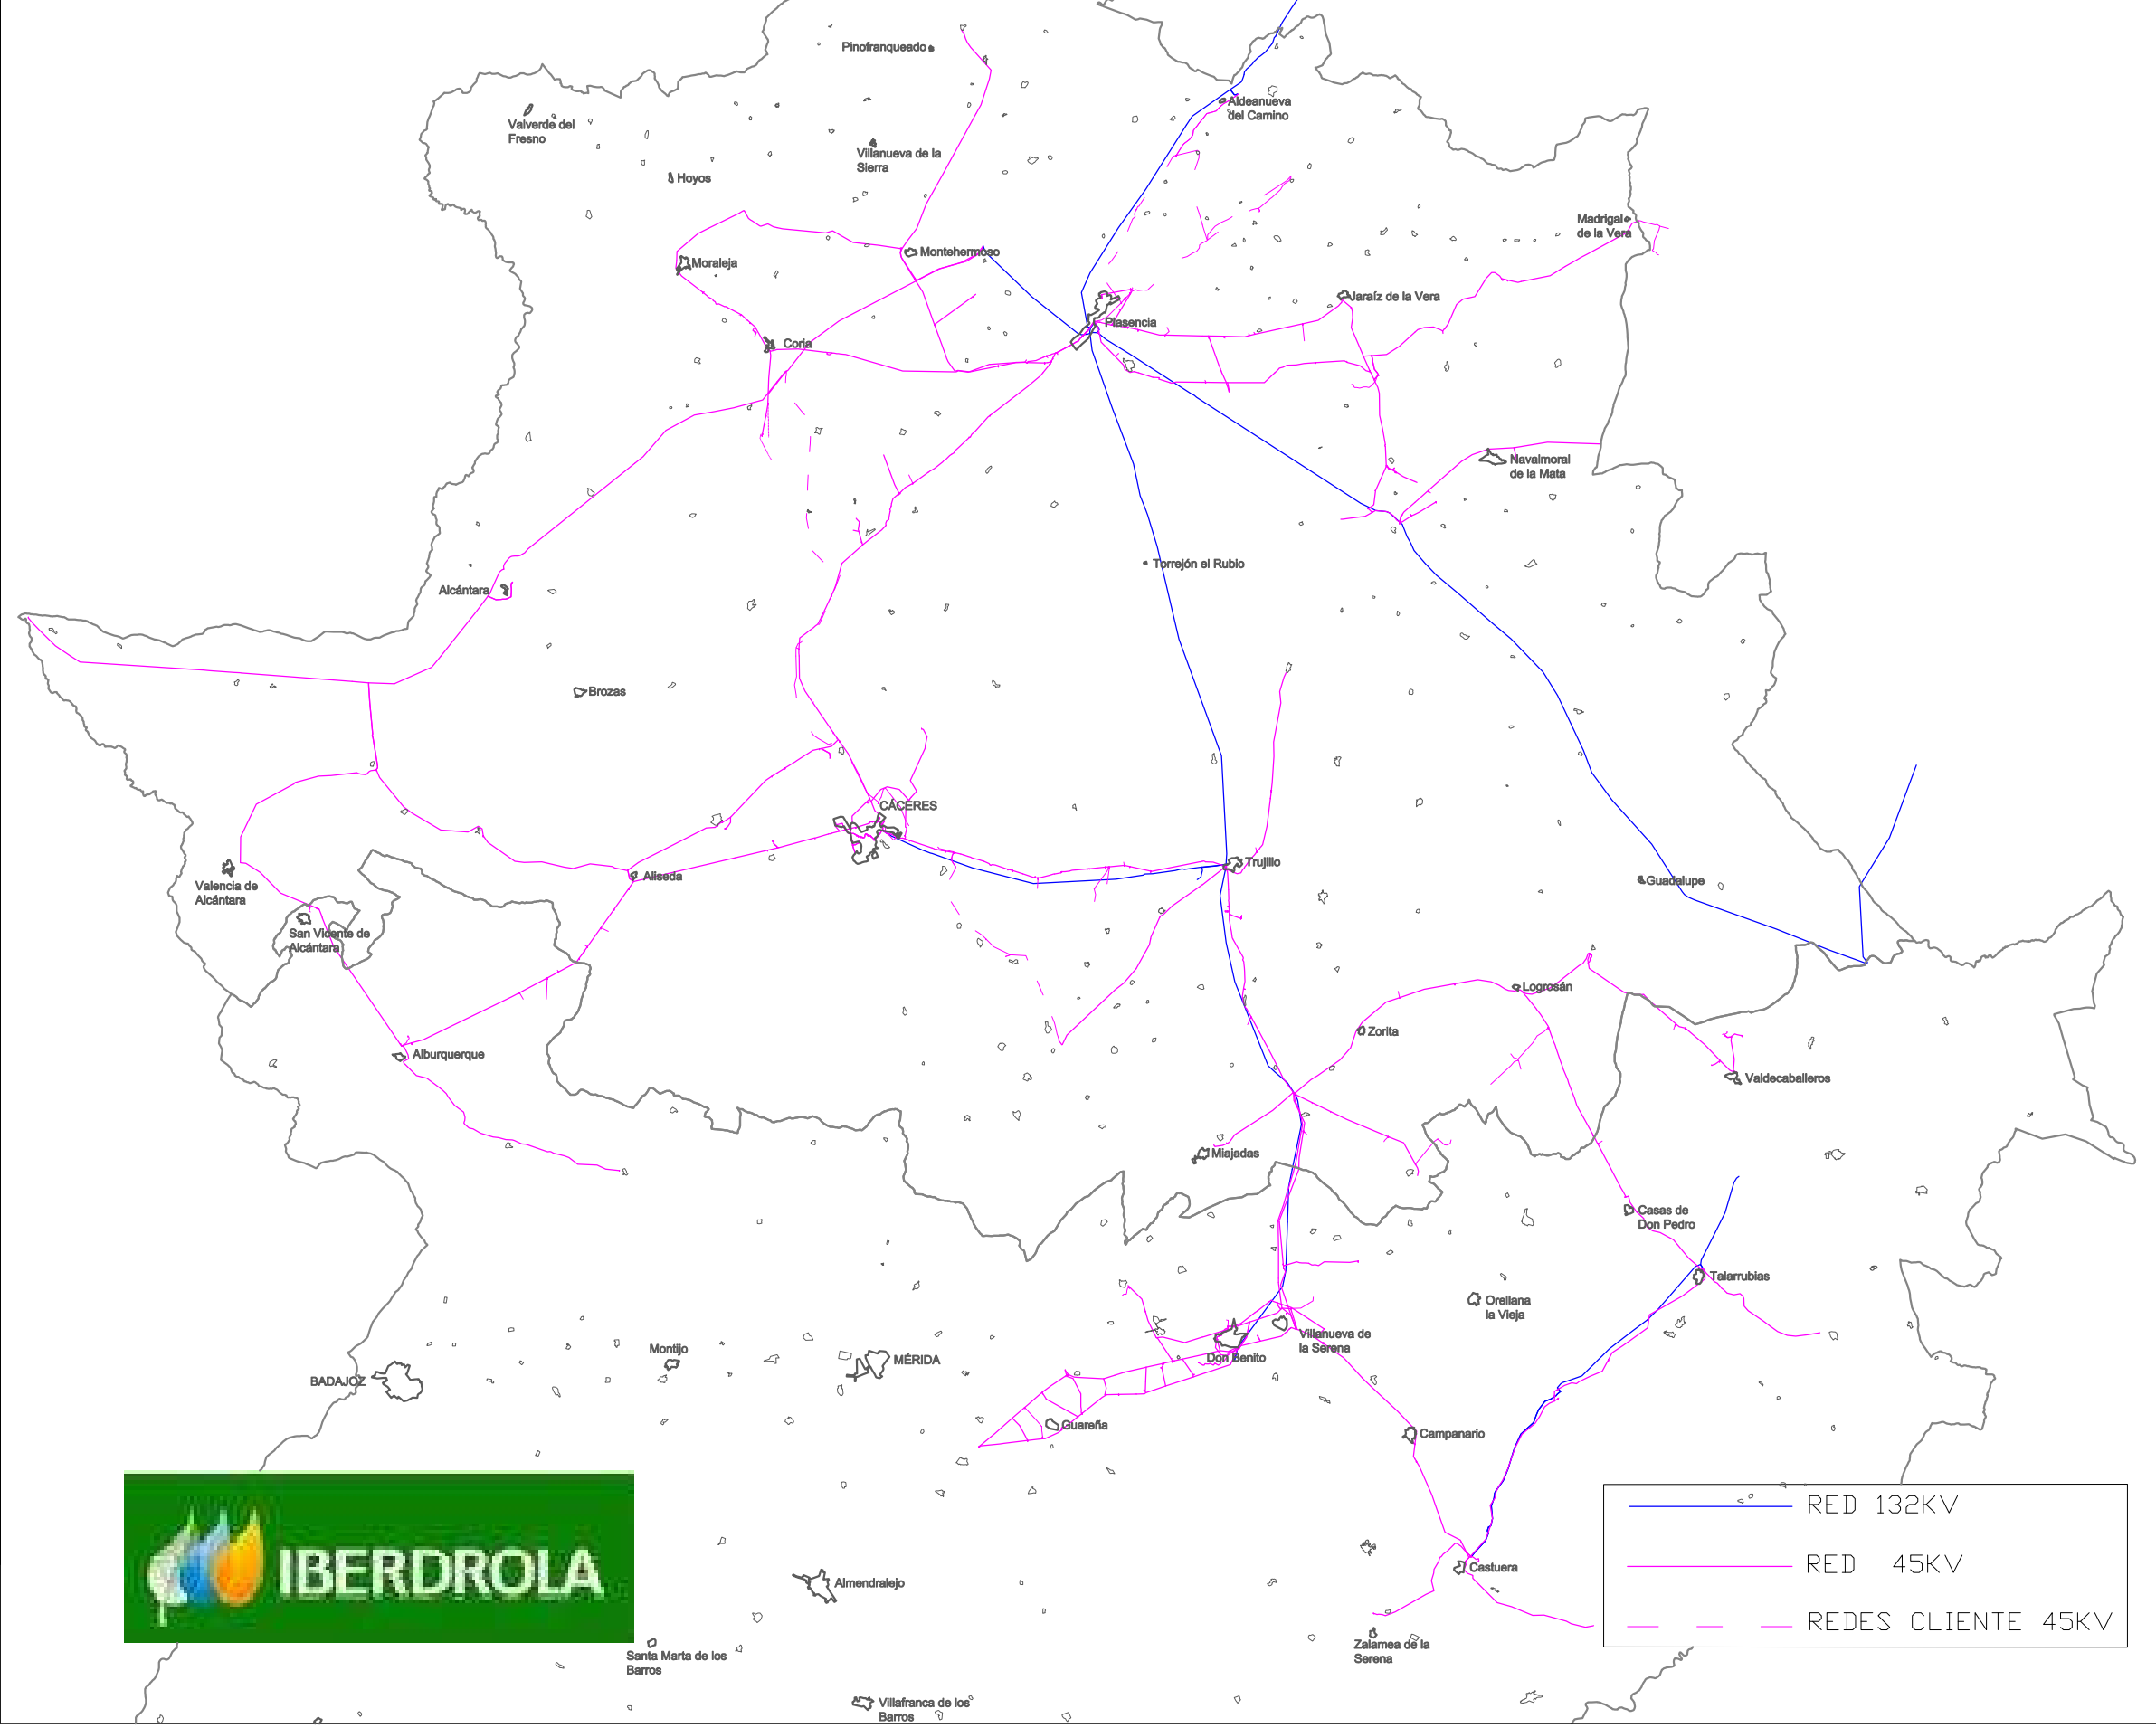 Pinofranqueado
Aldeanueva
del Camino
Valverde del
Fresno
Villanueva de la
Sierra
Hoyos
Madrigal
de la Vera
Montehermoso
Moraleja
Jaraíz de la Vera
Plasencia
Coria
Navalmoral
de la Mata
Torrejón el Rubio
Alcántara
Brozas
CÁCERES
Trujillo
Aliseda
Guadalupe
Valencia de
Alcántara
San Vicente de
Alcántara
Logrosán
Zorita
Alburquerque
Valdecaballeros
Miajadas
Casas de
Don Pedro
Talarrubias
Orellana
la Vieja
Villanueva de
la Serena
Don Benito
Montijo
MÉRIDA
BADAJOZ
Guareña
Campanario
Castuera
Almendralejo
Zalamea de la
Serena
Santa Marta de los
Barros
Villafranca de los
Barros
IBERDROLA
RED 132KV
RED 45KV
REDES CLIENTE 45KV